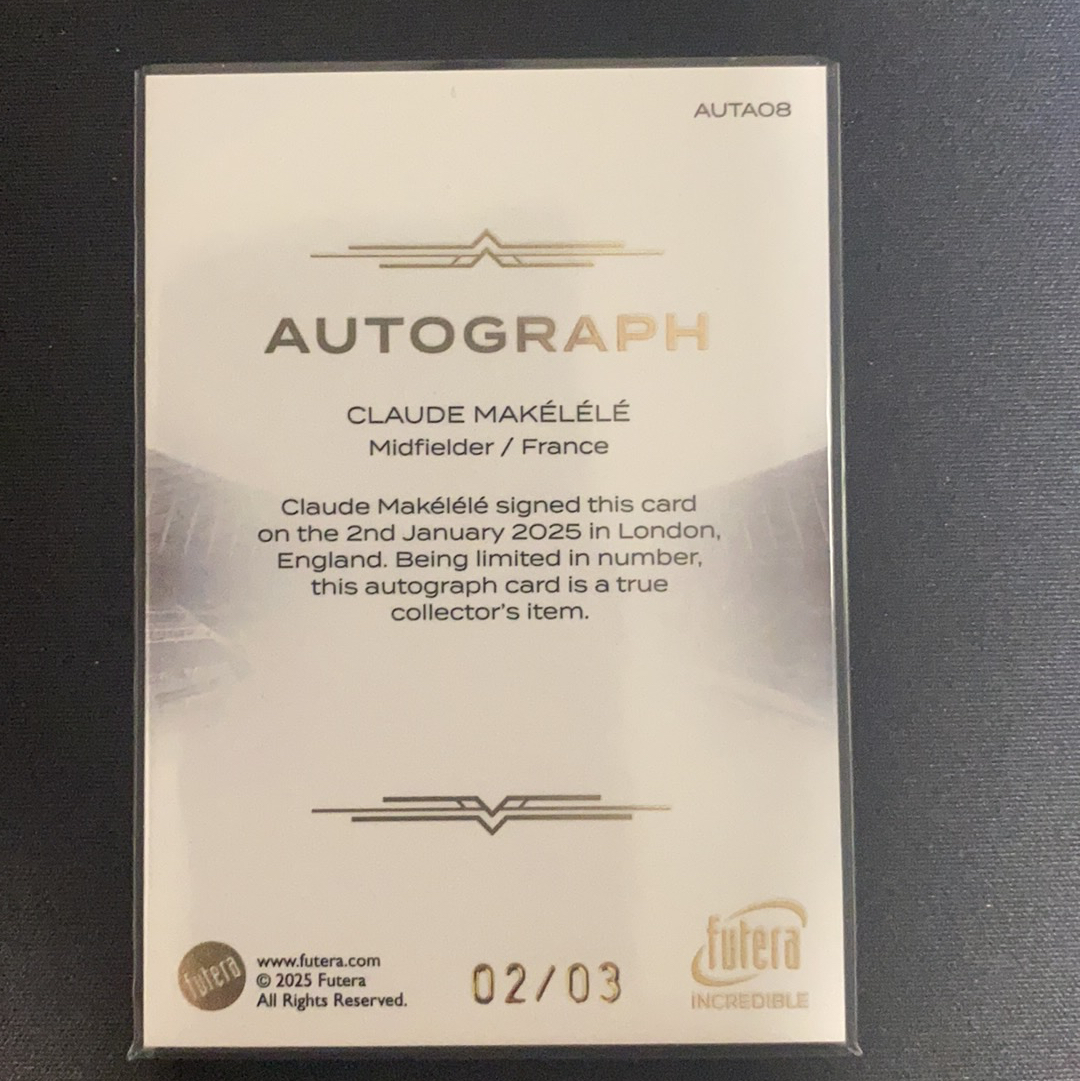 AUTA08
AUTOGRAPH
CLAUDE MAKÉLÉLÉ
Midfielder / France
Claude Makélélé signed this card
on the 2nd January 2025 in London,
England. Being limited in number,
this autograph card is a true
collector's item.
futera
www.futera.com
© 2025 Futera
All Rights Reserved.
02/03
futera
INCREDIBLE